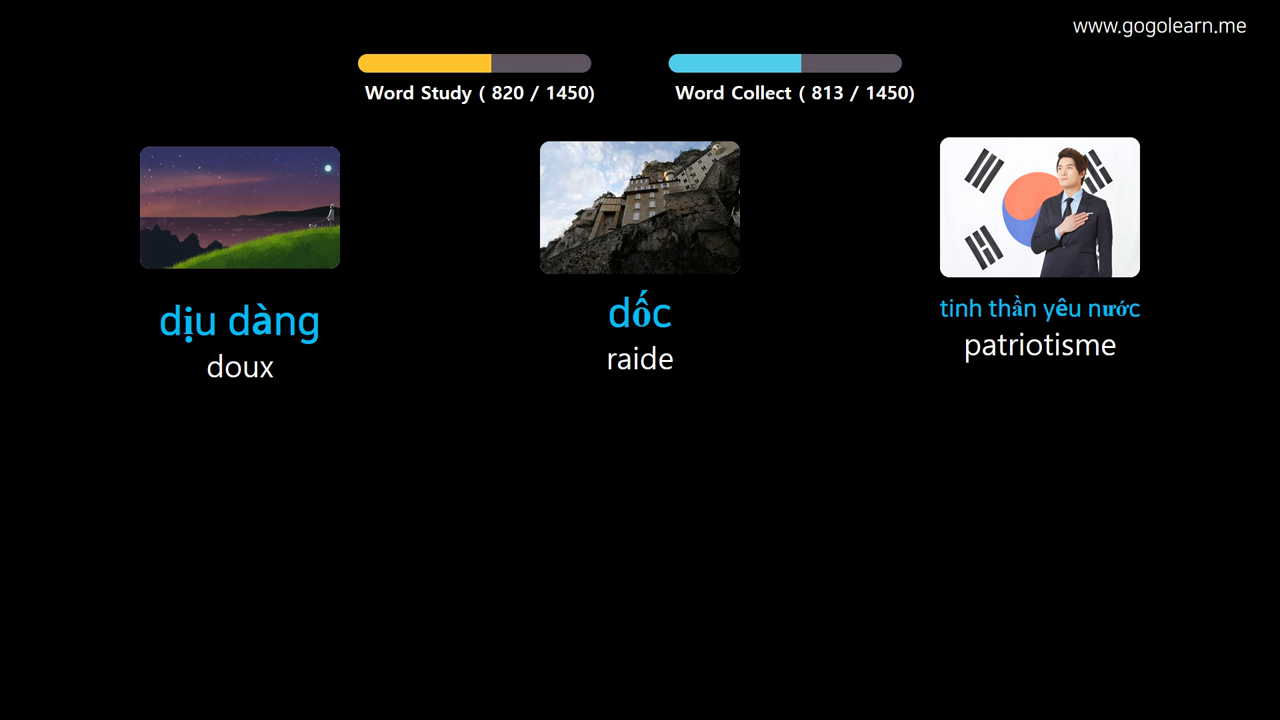 www.gogolearn.me
Word Study ( 820 / 1450)
Word Collect ( 813 / 1450)
dịu dàng
doux
dốc
raide
tinh thần yêu nước
patriotisme